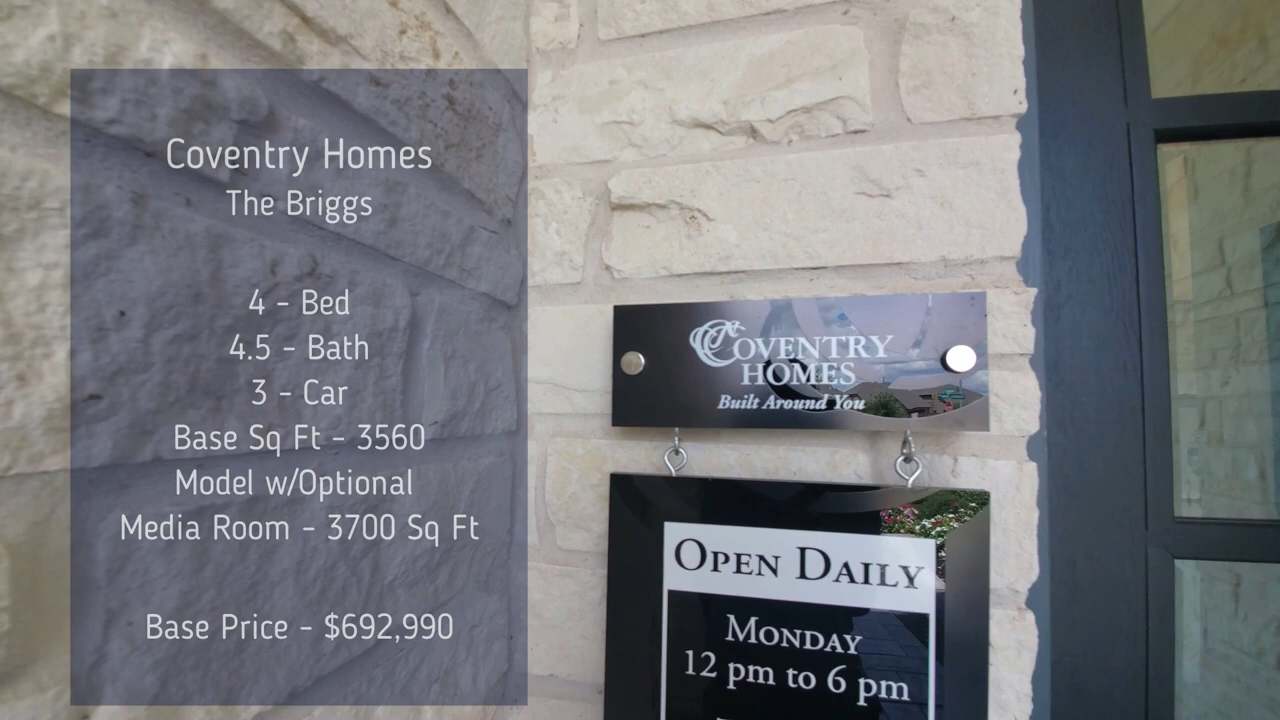 Coventry Homes
The Briggs
4 - Bed
4.5 - Bath
3 - Car
Base Sq Ft - 3560
Model w/Optional
Media Room - 3700 Sq Ft
Base Price - $692,990
COVENTRY
HOMES
Built Around You
OPEN DAILY
MONDAY
12 pm to 6 pm